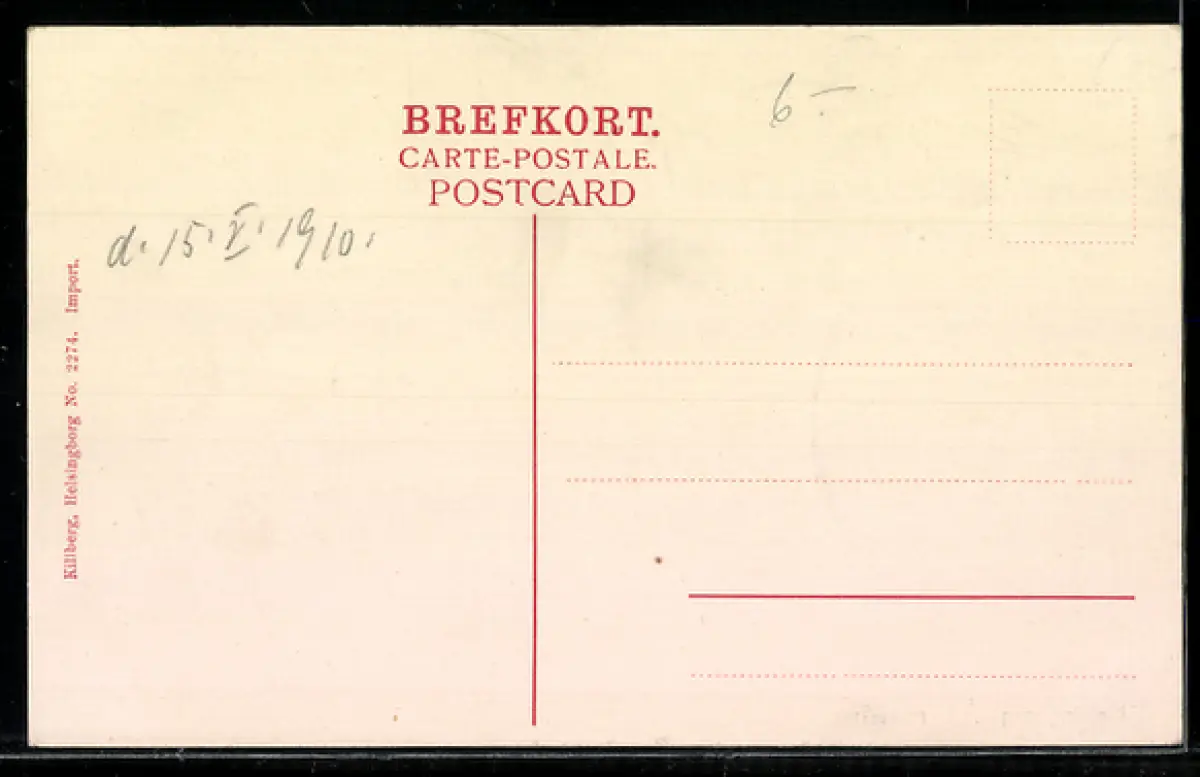 BREFKORT.
CARTE-POSTALE.
POSTCARD
6.-
d. 15. V. 1910.
Killberg, Helsingborg No. 2274. Import.